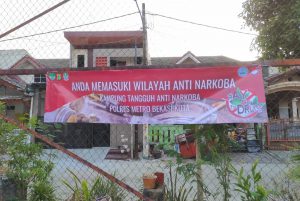 ANDA MEMASUKI WILAYAH ANTI NARKOBA
KAMPUNG TANGGUH ANTI NARKOBA
POLRES METRO BEKASI KOTA